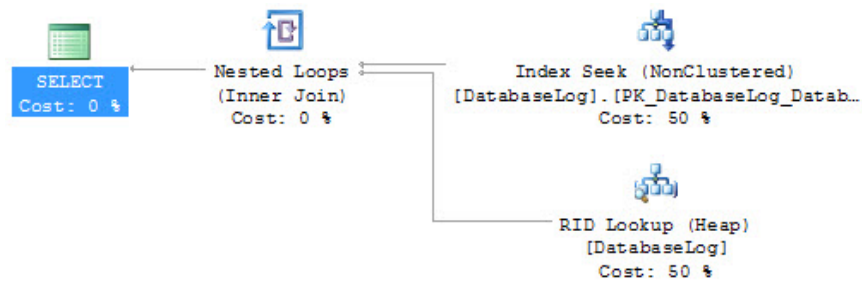 SELECT
Cost: 0 %
Nested Loops
(Inner Join)
Cost: 0 %
Index Seek (NonClustered)
[DatabaseLog].[PK_DatabaseLog_Datab…
Cost: 50 %
RID Lookup (Heap)
[DatabaseLog]
Cost: 50 %